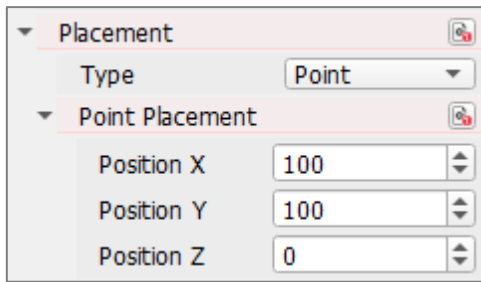 Placement
Type Point
Point Placement
Position X 100
Position Y 100
Position Z 0